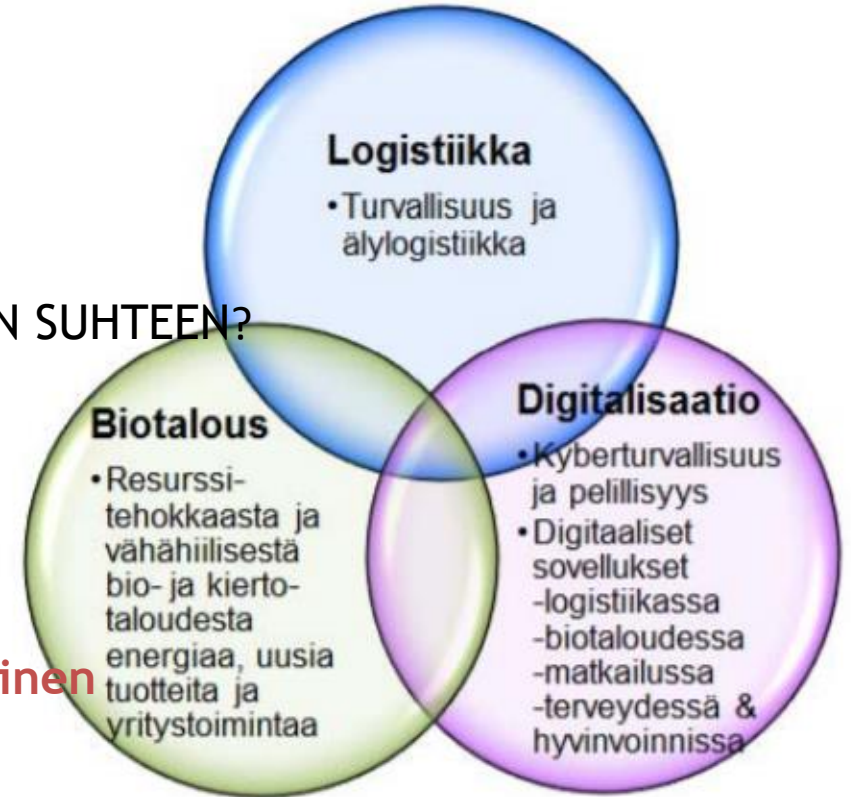 Logistiikka
•Turvallisuus ja
älylogistiikka
N SUHTEEN?
Biotalous
•Resurssi-
tehokkaasta ja
vähähiilisestä
bio- ja kierto-
taloudesta
energiaa, uusia
tuotteita ja
yritystoimintaa
inen
Digitalisaatio
•Kyberturvallisuus
ja pelillisyys
•Digitaaliset
sovellukset
-logistiikassa
-biotaloudessa
-matkailussa
-terveydessä &
hyvinvoinnissa